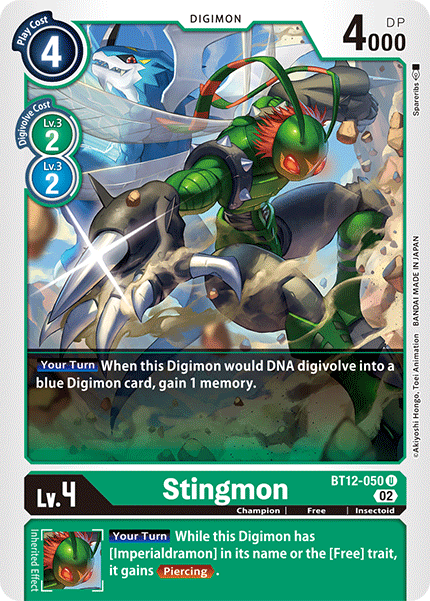 Play Cost
4
DIGIMON
DP
4000
Digivolve Cost
Lv.3
2
Lv.3
2
Spareribs
©Akiyoshi Hongo, Toei Animation BANDAI MADE IN JAPAN
Your Turn When this Digimon would DNA digivolve into a
blue Digimon card, gain 1 memory.
Lv.4
Stingmon
BT12-050 U
02
Champion | Free | Insectoid
Inherited Effect
Your Turn While this Digimon has
[Imperialdramon] in its name or the [Free] trait,
it gains Piercing .